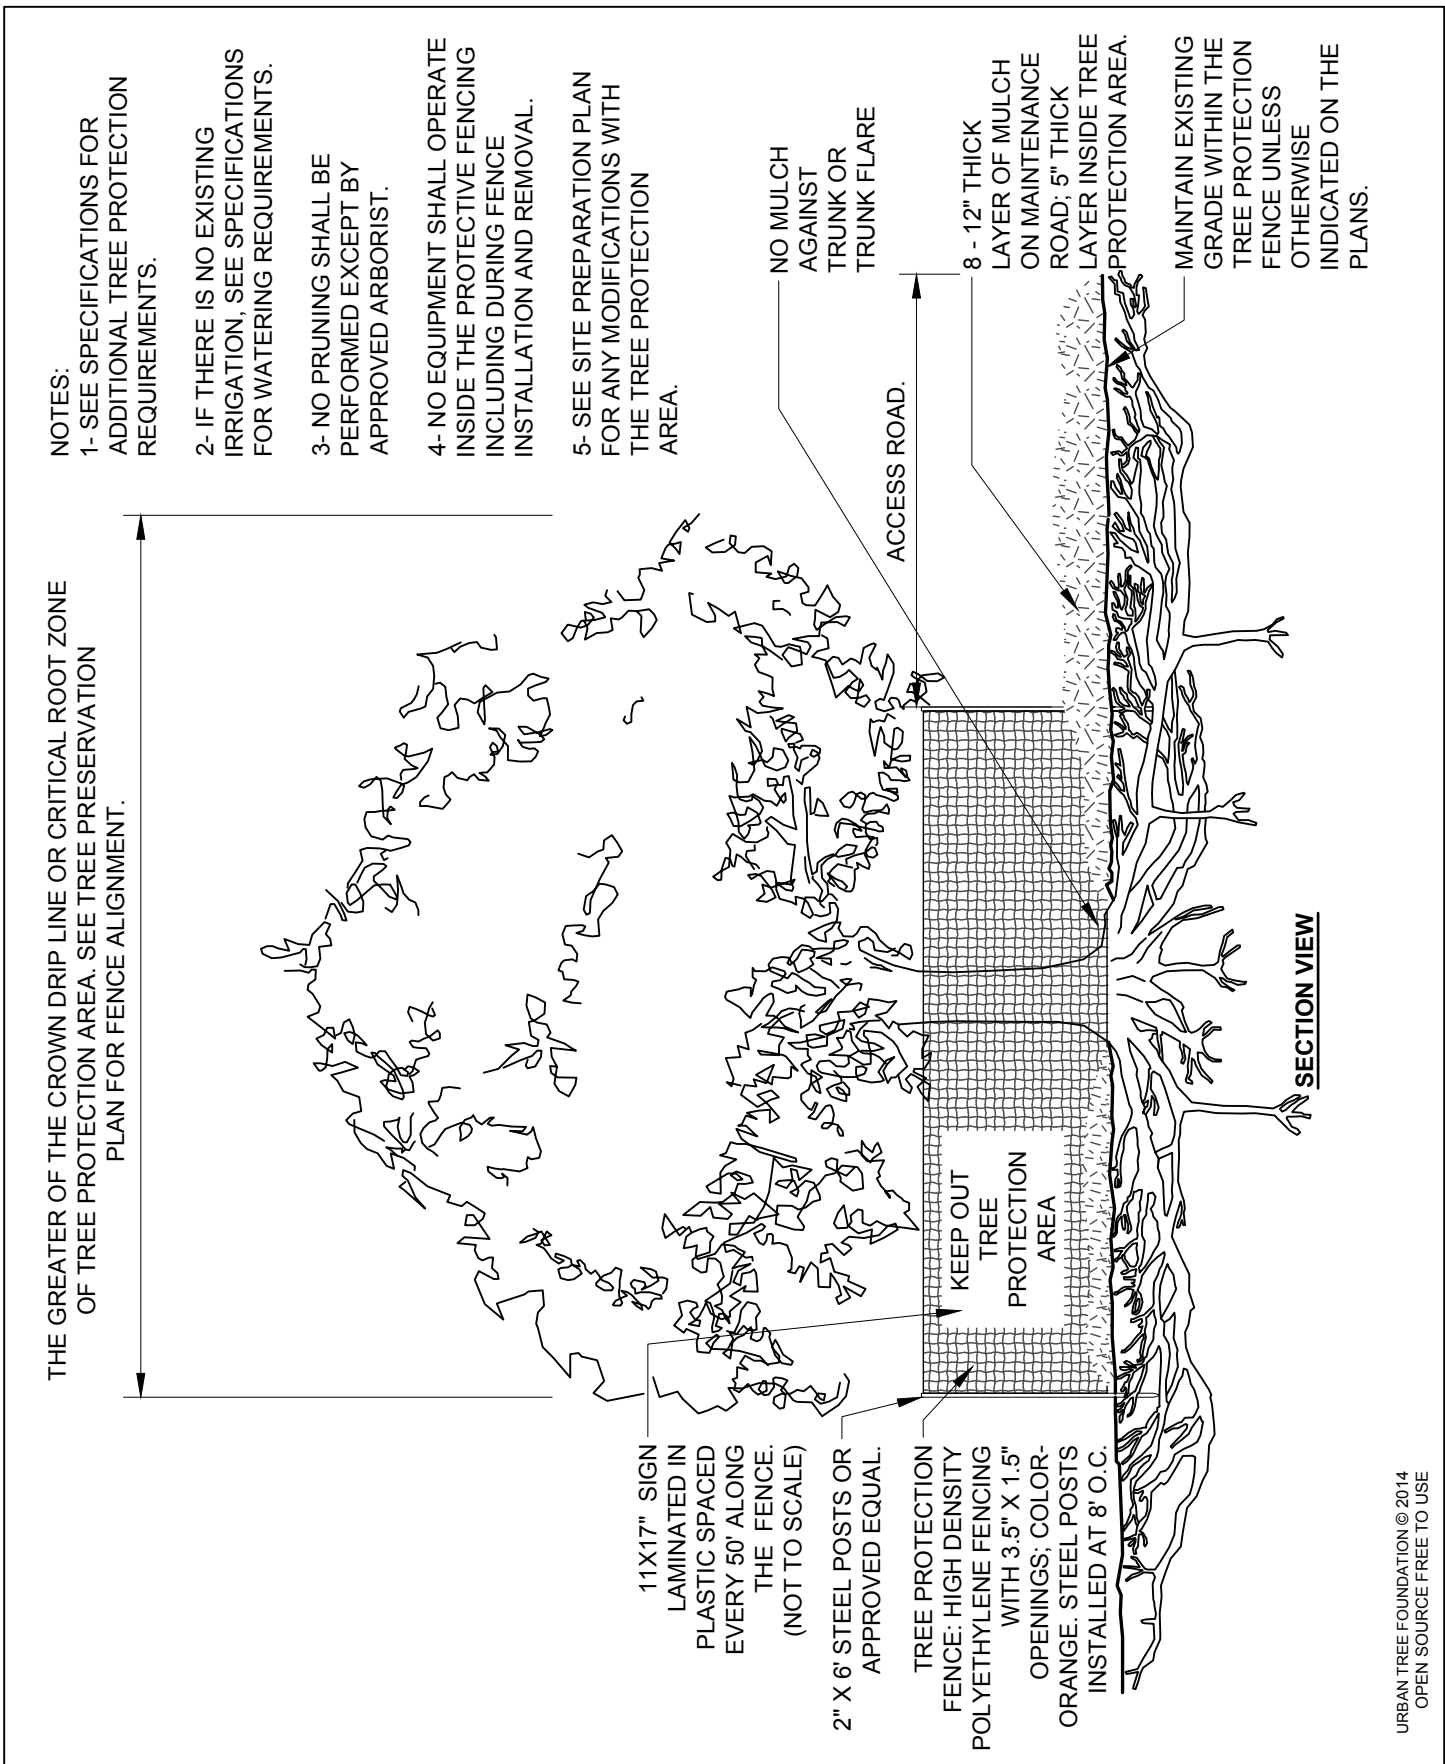 THE GREATER OF THE CROWN DRIP LINE OR CRITICAL ROOT ZONE
OF TREE PROTECTION AREA. SEE TREE PRESERVATION
PLAN FOR FENCE ALIGNMENT.
NOTES:
1- SEE SPECIFICATIONS FOR
ADDITIONAL TREE PROTECTION
REQUIREMENTS.
2- IF THERE IS NO EXISTING
IRRIGATION, SEE SPECIFICATIONS
FOR WATERING REQUIREMENTS.
3- NO PRUNING SHALL BE
PERFORMED EXCEPT BY
APPROVED ARBORIST.
4- NO EQUIPMENT SHALL OPERATE
INSIDE THE PROTECTIVE FENCING
INCLUDING DURING FENCE
INSTALLATION AND REMOVAL.
5- SEE SITE PREPARATION PLAN
FOR ANY MODIFICATIONS WITH
THE TREE PROTECTION
AREA.
11X17" SIGN
LAMINATED IN
PLASTIC SPACED
EVERY 50' ALONG
THE FENCE.
(NOT TO SCALE)
2" X 6' STEEL POSTS OR
APPROVED EQUAL.
TREE PROTECTION
FENCE: HIGH DENSITY
POLYETHYLENE FENCING
WITH 3.5" X 1.5"
OPENINGS; COLOR-
ORANGE. STEEL POSTS
INSTALLED AT 8' O.C.
KEEP OUT
TREE
PROTECTION
AREA
ACCESS ROAD.
NO MULCH
AGAINST
TRUNK OR
TRUNK FLARE
8 - 12" THICK
LAYER OF MULCH
ON MAINTENANCE
ROAD; 5" THICK
LAYER INSIDE TREE
PROTECTION AREA.
MAINTAIN EXISTING
GRADE WITHIN THE
TREE PROTECTION
FENCE UNLESS
OTHERWISE
INDICATED ON THE
PLANS.
SECTION VIEW
URBAN TREE FOUNDATION © 2014
OPEN SOURCE FREE TO USE